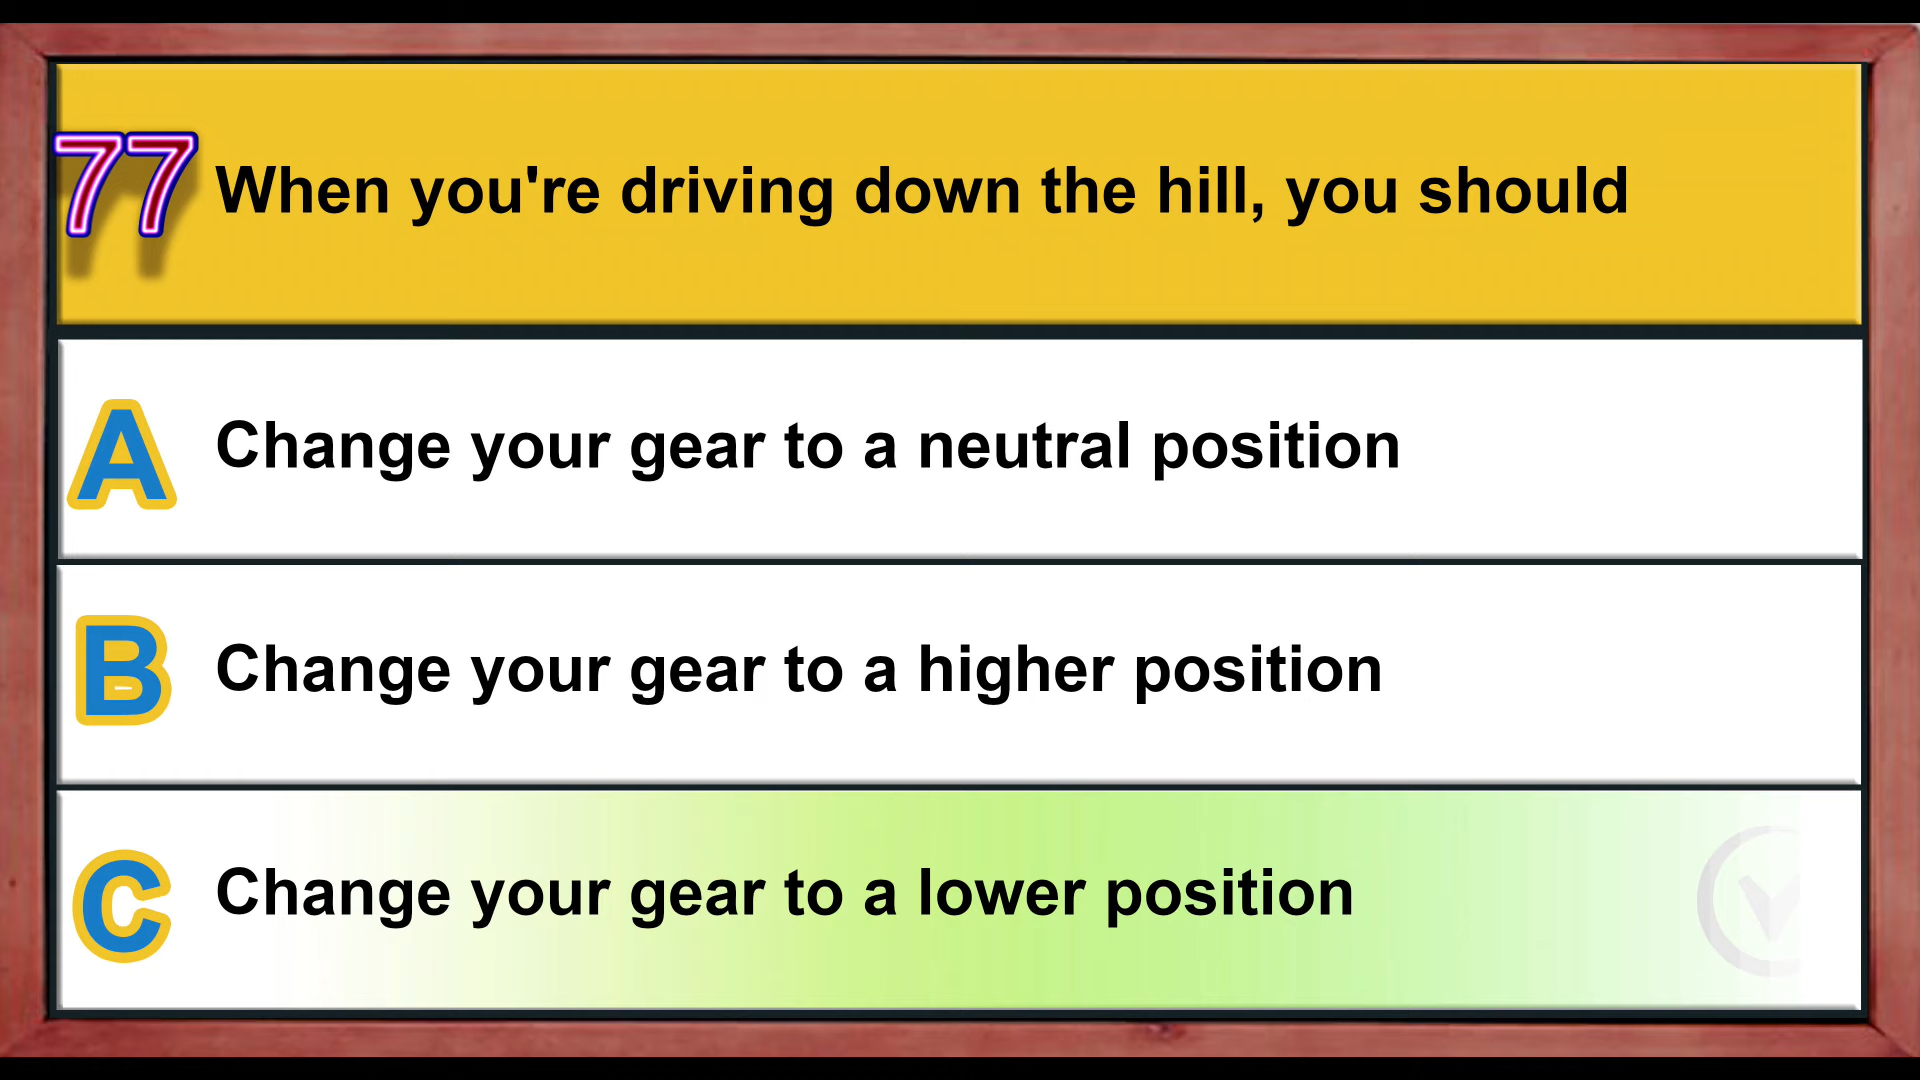 77 When you're driving down the hill, you should
A Change your gear to a neutral position
B Change your gear to a higher position
C Change your gear to a lower position